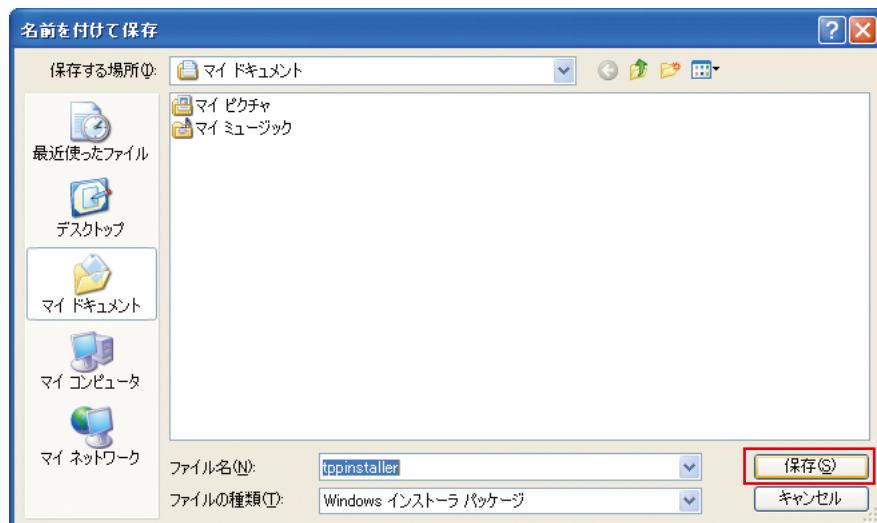 名前を付けて保存
保存する場所(I):
マイ ドキュメント
マイ ピクチャ
マイ ミュージック
最近使ったファイル
デスクトップ
マイ ドキュメント
マイ コンピュータ
マイ ネットワーク
ファイル名(N):
tppinstaller
保存(S)
ファイルの種類(T):
Windows インストーラ パッケージ
キャンセル